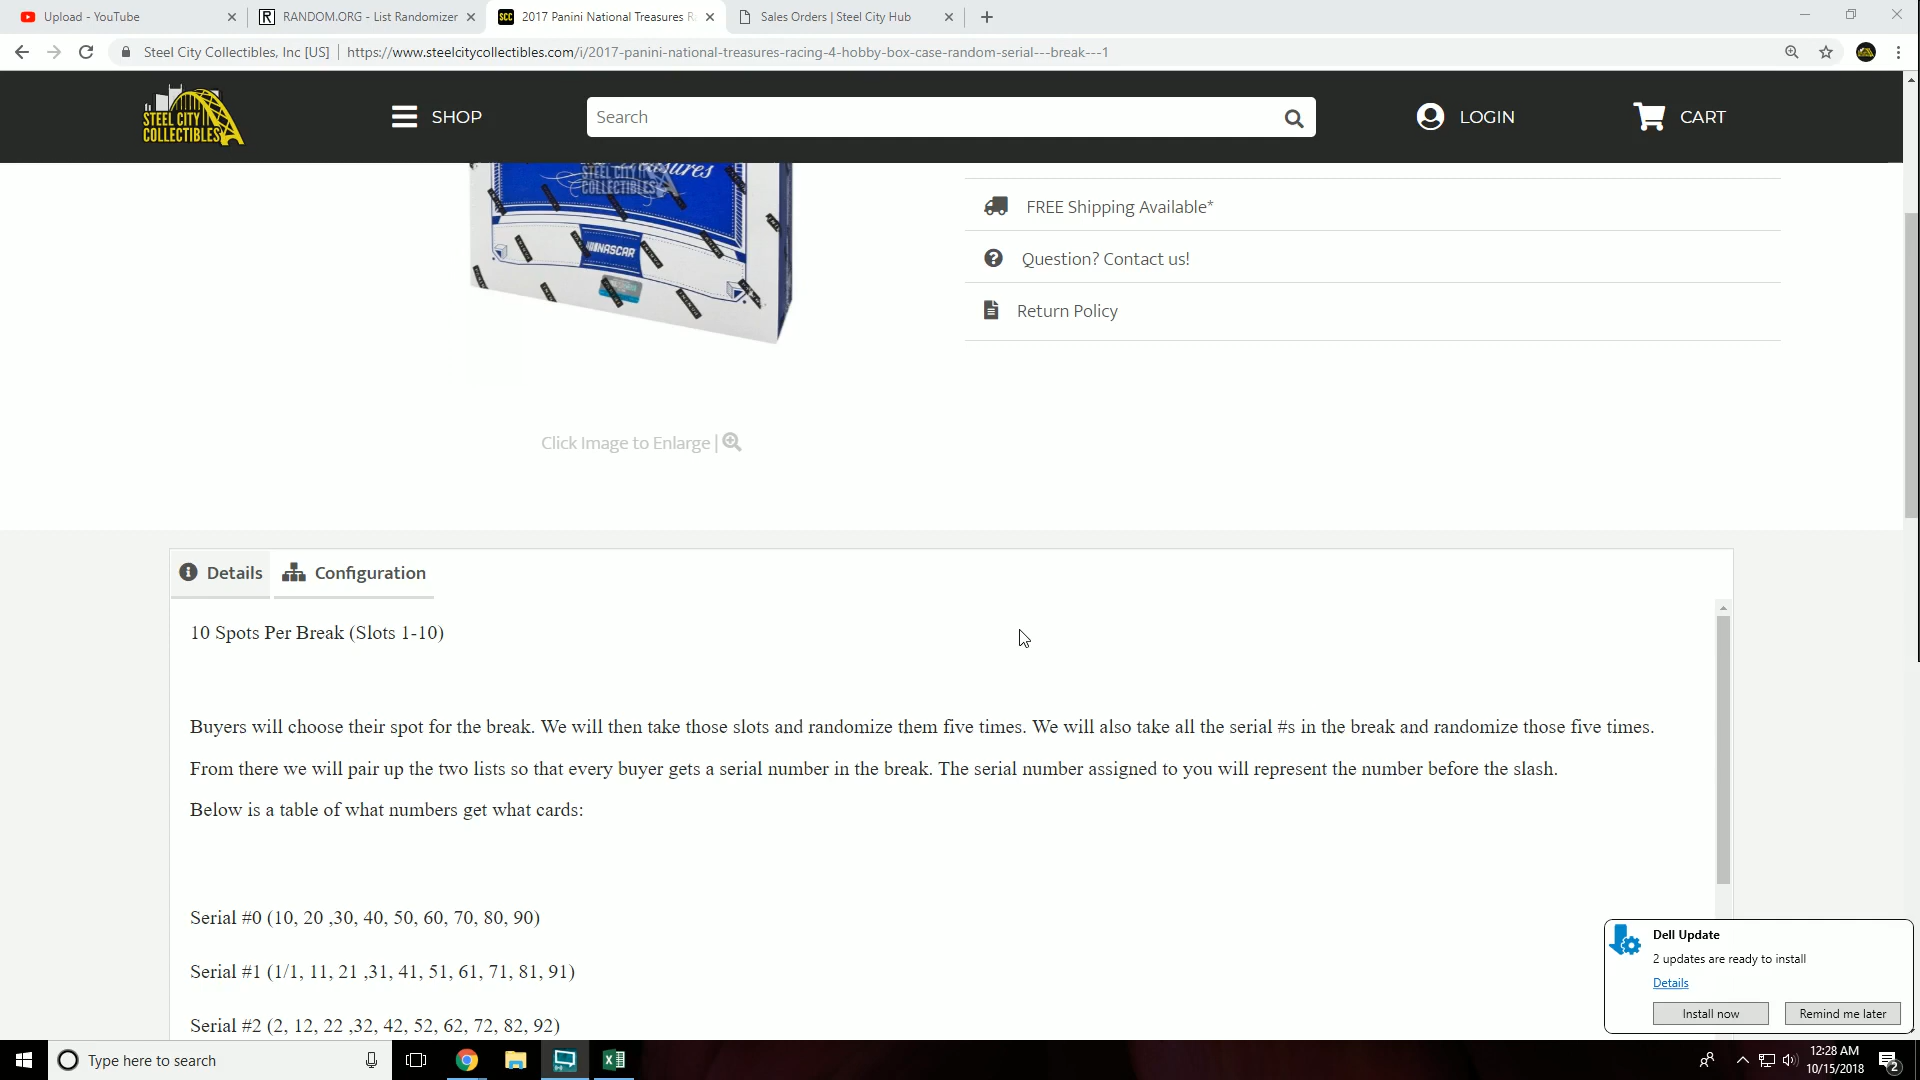 Upload - YouTube
RANDOM.ORG - List Randomizer
2017 Panini National Treasures R
Sales Orders | Steel City Hub
Steel City Collectibles, Inc [US] | https://www.steelcitycollectibles.com/i/2017-panini-national-treasures-racing-4-hobby-box-case-random-serial---break---1
STEEL CITY
COLLECTIBLES
SHOP
Search
LOGIN
CART
STEEL CITY
COLLECTIBLES
NASCAR
FREE Shipping Available*
Question? Contact us!
Return Policy
Click Image to Enlarge |
Details
Configuration
10 Spots Per Break (Slots 1-10)
Buyers will choose their spot for the break. We will then take those slots and randomize them five times. We will also take all the serial #s in the break and randomize those five times.
From there we will pair up the two lists so that every buyer gets a serial number in the break. The serial number assigned to you will represent the number before the slash.
Below is a table of what numbers get what cards:
Serial #0 (10, 20 ,30, 40, 50, 60, 70, 80, 90)
Serial #1 (1/1, 11, 21 ,31, 41, 51, 61, 71, 81, 91)
Serial #2 (2, 12, 22 ,32, 42, 52, 62, 72, 82, 92)
Dell Update
2 updates are ready to install
Details
Install now
Remind me later
Type here to search
12:28 AM
10/15/2018
2